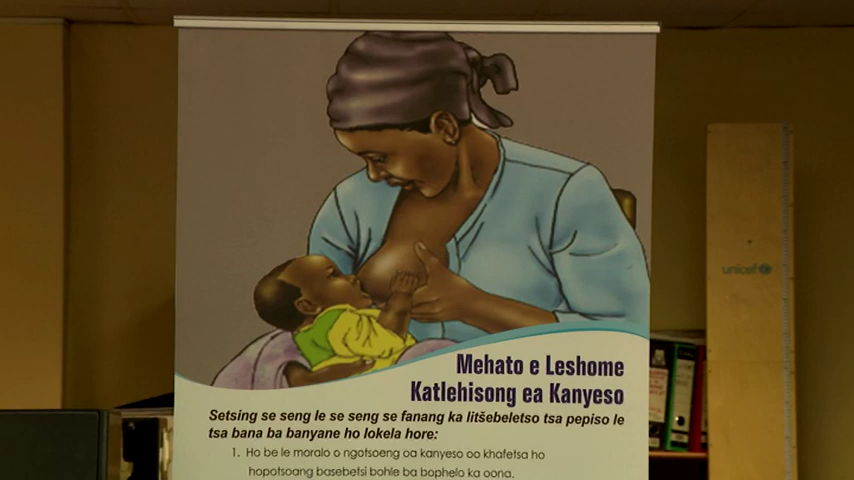 Mehato e Leshome
Katlehisong ea Kanyeso
Setsing se seng le se seng se fanang ka litšebeletso tsa pepiso le
tsa bana ba banyane ho lokela hore:
1. Ho be le moralo o ngotsoeng oa kanyeso oo khafetsa ho
hopotsoang basebetsi bohle ba bophelo ka oona.
unicef